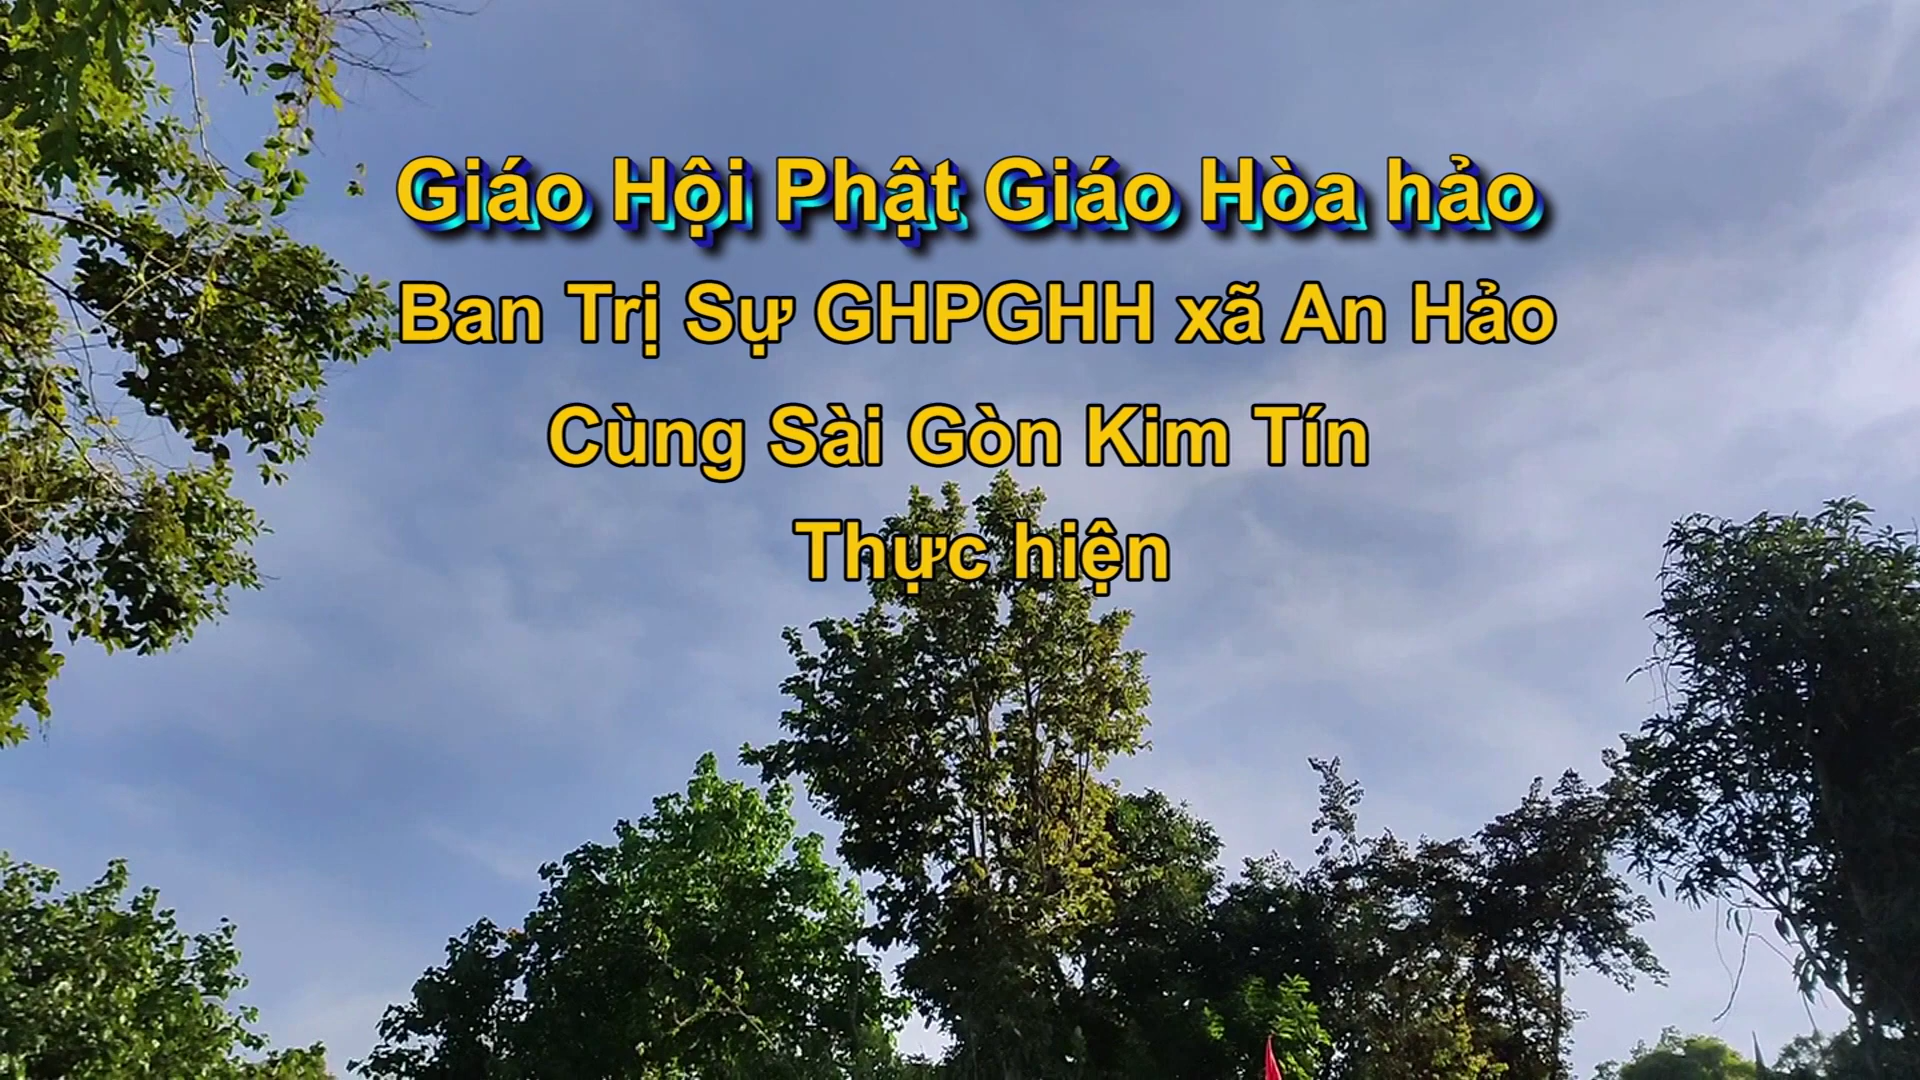 Giáo Hội Phật Giáo Hòa hảo
Ban Trị Sự GHPGHH xã An Hảo
Cùng Sài Gòn Kim Tín
Thực hiện